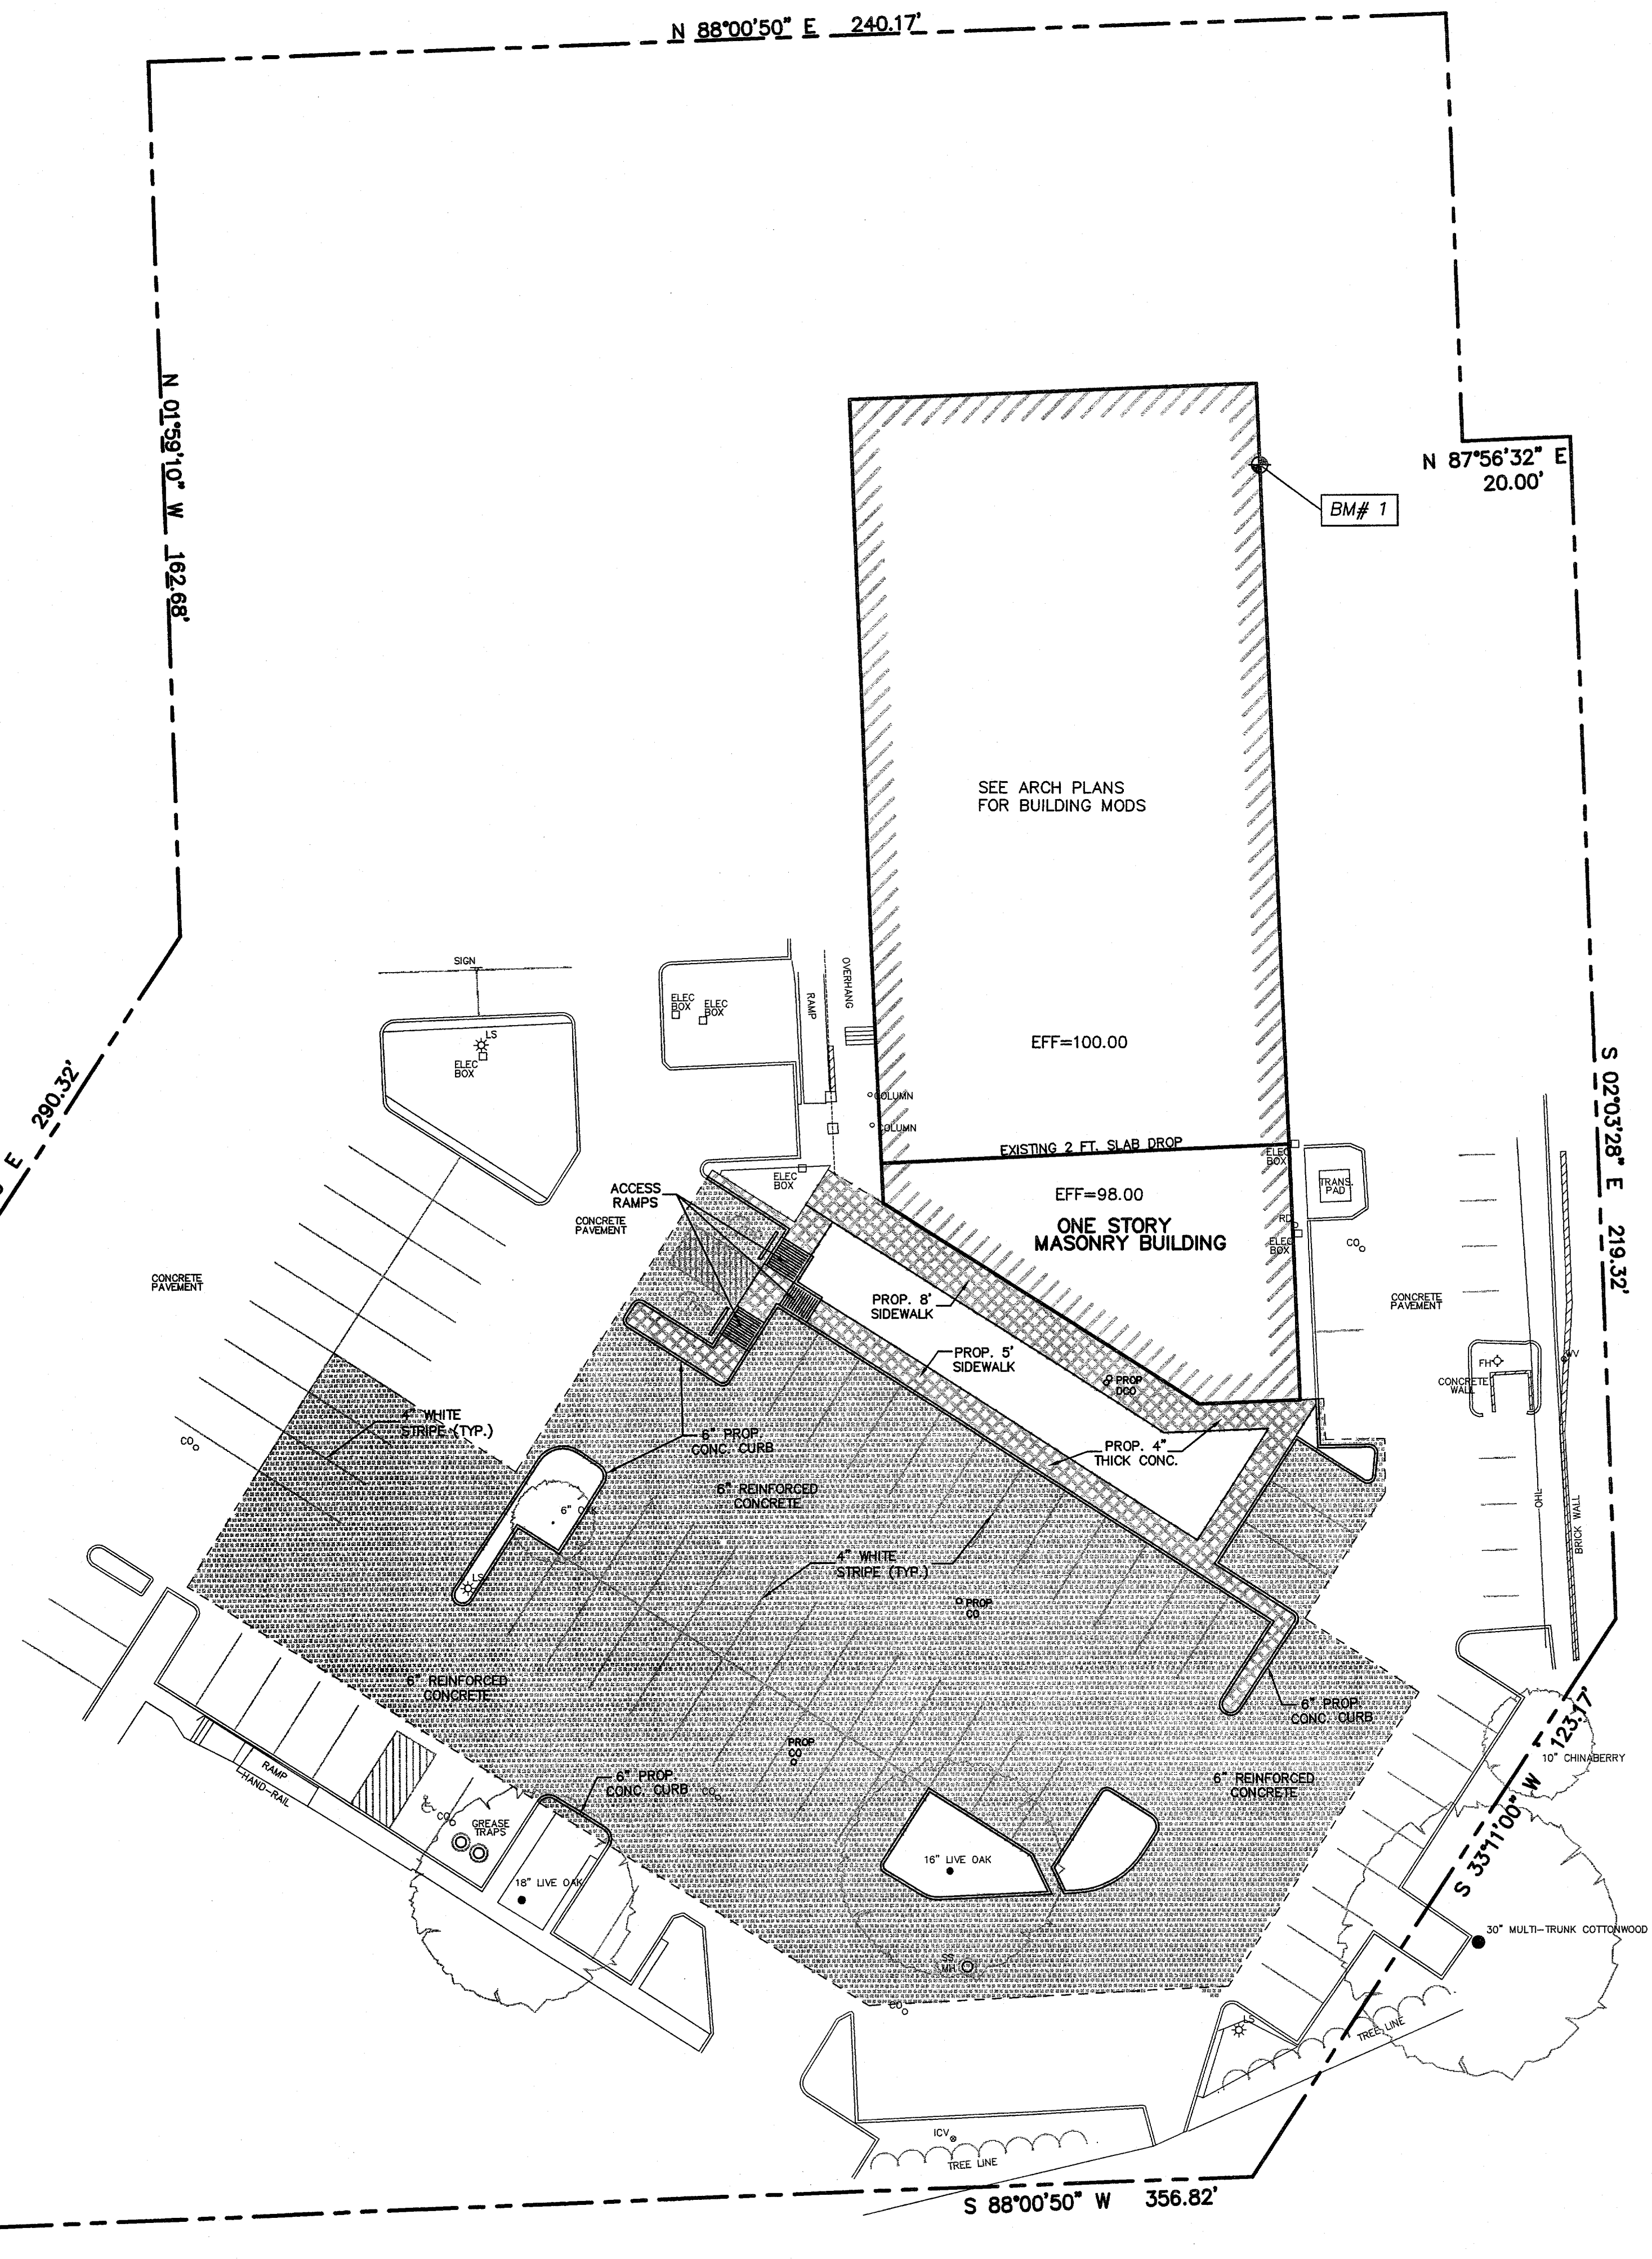 N 88°00'50" E 240.17'
N 01°59'10" W 162.68'
N 87°56'32" E
20.00'
BM# 1
SEE ARCH PLANS
FOR BUILDING MODS
SIGN
OVERHANG
RAMP
ELEC
BOX
ELEC
BOX
LS
ELEC
BOX
EFF=100.00
S 02°03'28" E 219.32'
E 290.32'
COLUMN
COLUMN
EXISTING 2 FT. SLAB DROP
ELEC
BOX
TRANS.
PAD
ELEC
BOX
ACCESS
RAMPS
EFF=98.00
ONE STORY
MASONRY BUILDING
RD
ELEC
BOX
CO
CONCRETE
PAVEMENT
CONCRETE
PAVEMENT
CONCRETE
PAVEMENT
PROP. 8'
SIDEWALK
PROP. 5'
SIDEWALK
PROP
DCO
FH
WV
CONCRETE
WALL
4" WHITE
STRIPE (TYP.)
CO
6" PROP.
CONC. CURB
PROP. 4"
THICK CONC.
6" REINFORCED
CONCRETE
6" OAK
OHL
BRICK WALL
LS
4" WHITE
STRIPE (TYP.)
PROP
CO
6" REINFORCED
CONCRETE
6" PROP.
CONC. CURB
S 33°11'00" W 123.17'
10" CHINABERRY
PROP
CO
RAMP
HAND-RAIL
6" PROP.
CONC. CURB
CO
6" REINFORCED
CONCRETE
CO
GREASE
TRAPS
16" LIVE OAK
18" LIVE OAK
30" MULTI-TRUNK COTTONWOOD
SS
MH
CO
LS
TREE LINE
ICV
TREE LINE
S 88°00'50" W 356.82'